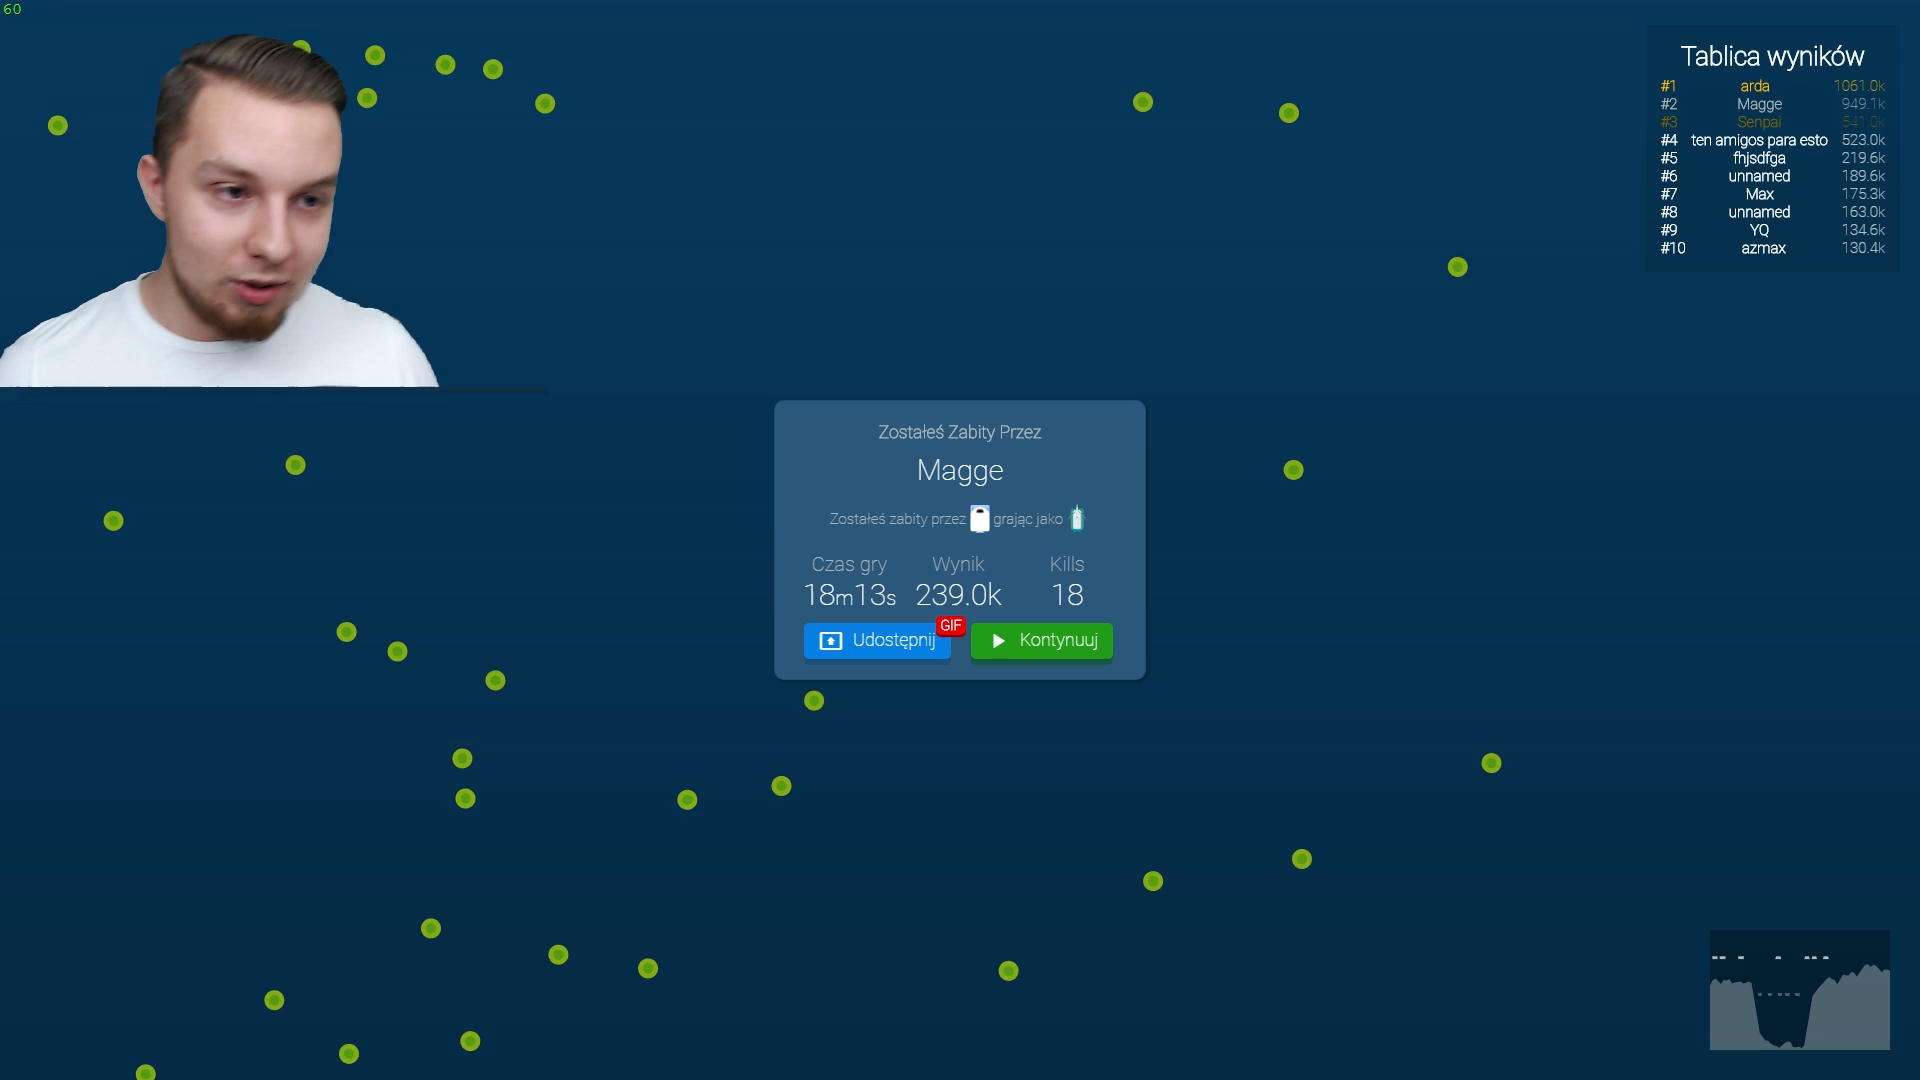 60
Tablica wyników
#1 arda 1061.0k
#2 Magge 949.1k
#3 Senpai 541.0k
#4 ten amigos para esto 523.0k
#5 fhjsdfga 219.6k
#6 unnamed 189.6k
#7 Max 175.3k
#8 unnamed 163.0k
#9 YQ 134.6k
#10 azmax 130.4k
Zostałeś Zabity Przez
Magge
Zostałeś zabity przez grając jako
Czas gry Wynik Kills
18m13s 239.0k 18
GIF
Udostępnij Kontynuuj